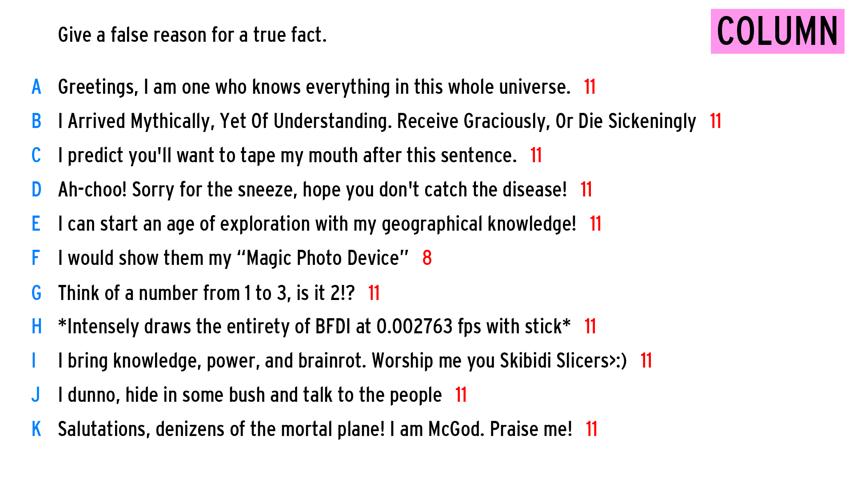 Give a false reason for a true fact.
COLUMN
A Greetings, I am one who knows everything in this whole universe. 11
B I Arrived Mythically, Yet Of Understanding. Receive Graciously, Or Die Sickeningly 11
C I predict you'll want to tape my mouth after this sentence. 11
D Ah-choo! Sorry for the sneeze, hope you don't catch the disease! 11
E I can start an age of exploration with my geographical knowledge! 11
F I would show them my “Magic Photo Device” 8
G Think of a number from 1 to 3, is it 2!? 11
H *Intensely draws the entirety of BFDI at 0.002763 fps with stick* 11
I I bring knowledge, power, and brainrot. Worship me you Skibidi Slicers>:) 11
J I dunno, hide in some bush and talk to the people 11
K Salutations, denizens of the mortal plane! I am McGod. Praise me! 11